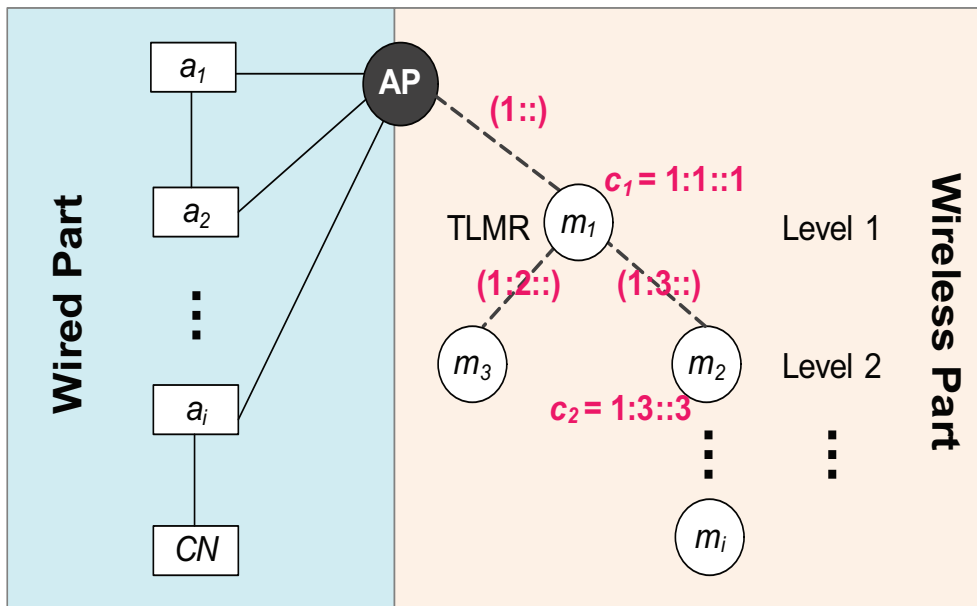 Wired Part
a1
a2
⋮
ai
CN
AP
(1::)
c1 = 1:1::1
TLMR
m1
Level 1
(1:2::)
(1:3::)
m3
m2
Level 2
c2 = 1:3::3
⋮
⋮
mi
Wireless Part